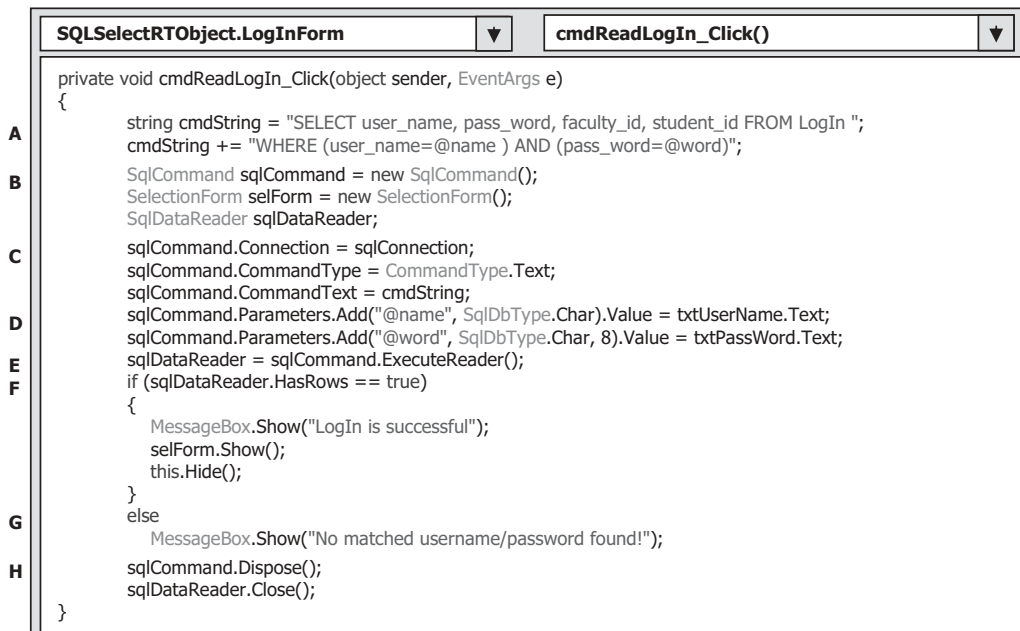 SQLSelectRTObject.LogInForm cmdReadLogIn_Click()
private void cmdReadLogIn_Click(object sender, EventArgs e)
{
A string cmdString = "SELECT user_name, pass_word, faculty_id, student_id FROM LogIn ";
cmdString += "WHERE (user_name=@name ) AND (pass_word=@word)";
B SqlCommand sqlCommand = new SqlCommand();
SelectionForm selForm = new SelectionForm();
SqlDataReader sqlDataReader;
C sqlCommand.Connection = sqlConnection;
sqlCommand.CommandType = CommandType.Text;
sqlCommand.CommandText = cmdString;
D sqlCommand.Parameters.Add("@name", SqlDbType.Char).Value = txtUserName.Text;
sqlCommand.Parameters.Add("@word", SqlDbType.Char, 8).Value = txtPassWord.Text;
E sqlDataReader = sqlCommand.ExecuteReader();
F if (sqlDataReader.HasRows == true)
{
MessageBox.Show("LogIn is successful");
selForm.Show();
this.Hide();
}
G else
MessageBox.Show("No matched username/password found!");
H sqlCommand.Dispose();
sqlDataReader.Close();
}